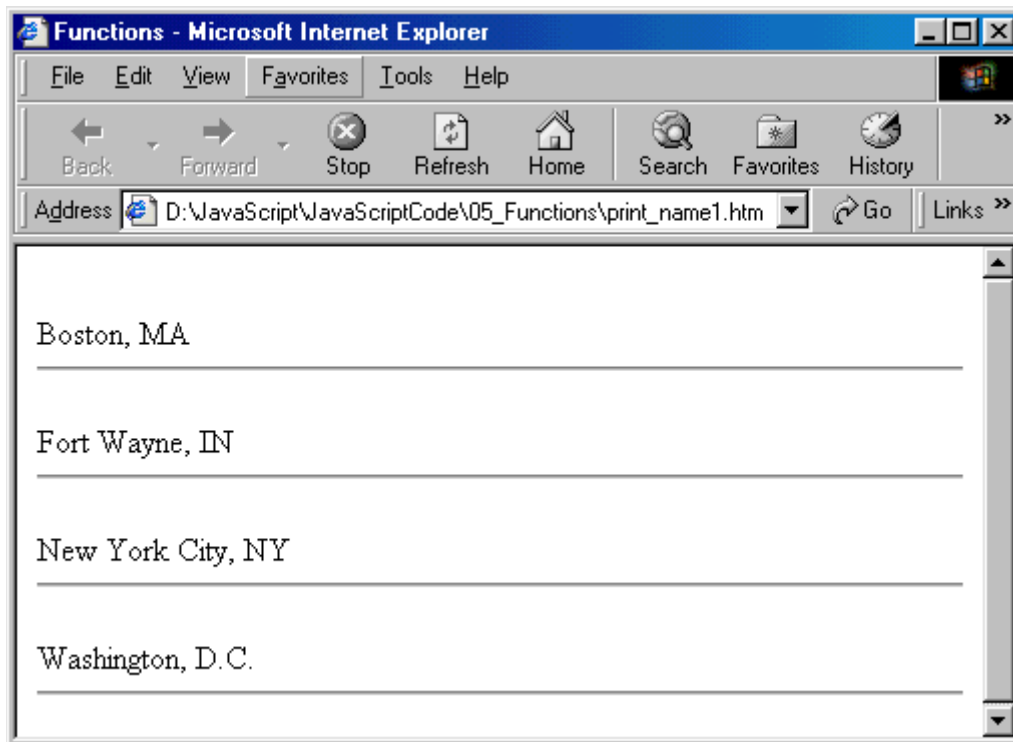 Functions - Microsoft Internet Explorer
File Edit View Favorites Tools Help
Back Forward Stop Refresh Home Search Favorites History »
Address D:\JavaScript\JavaScriptCode\05_Functions\print_name1.htm Go Links »
Boston, MA
Fort Wayne, IN
New York City, NY
Washington, D.C.